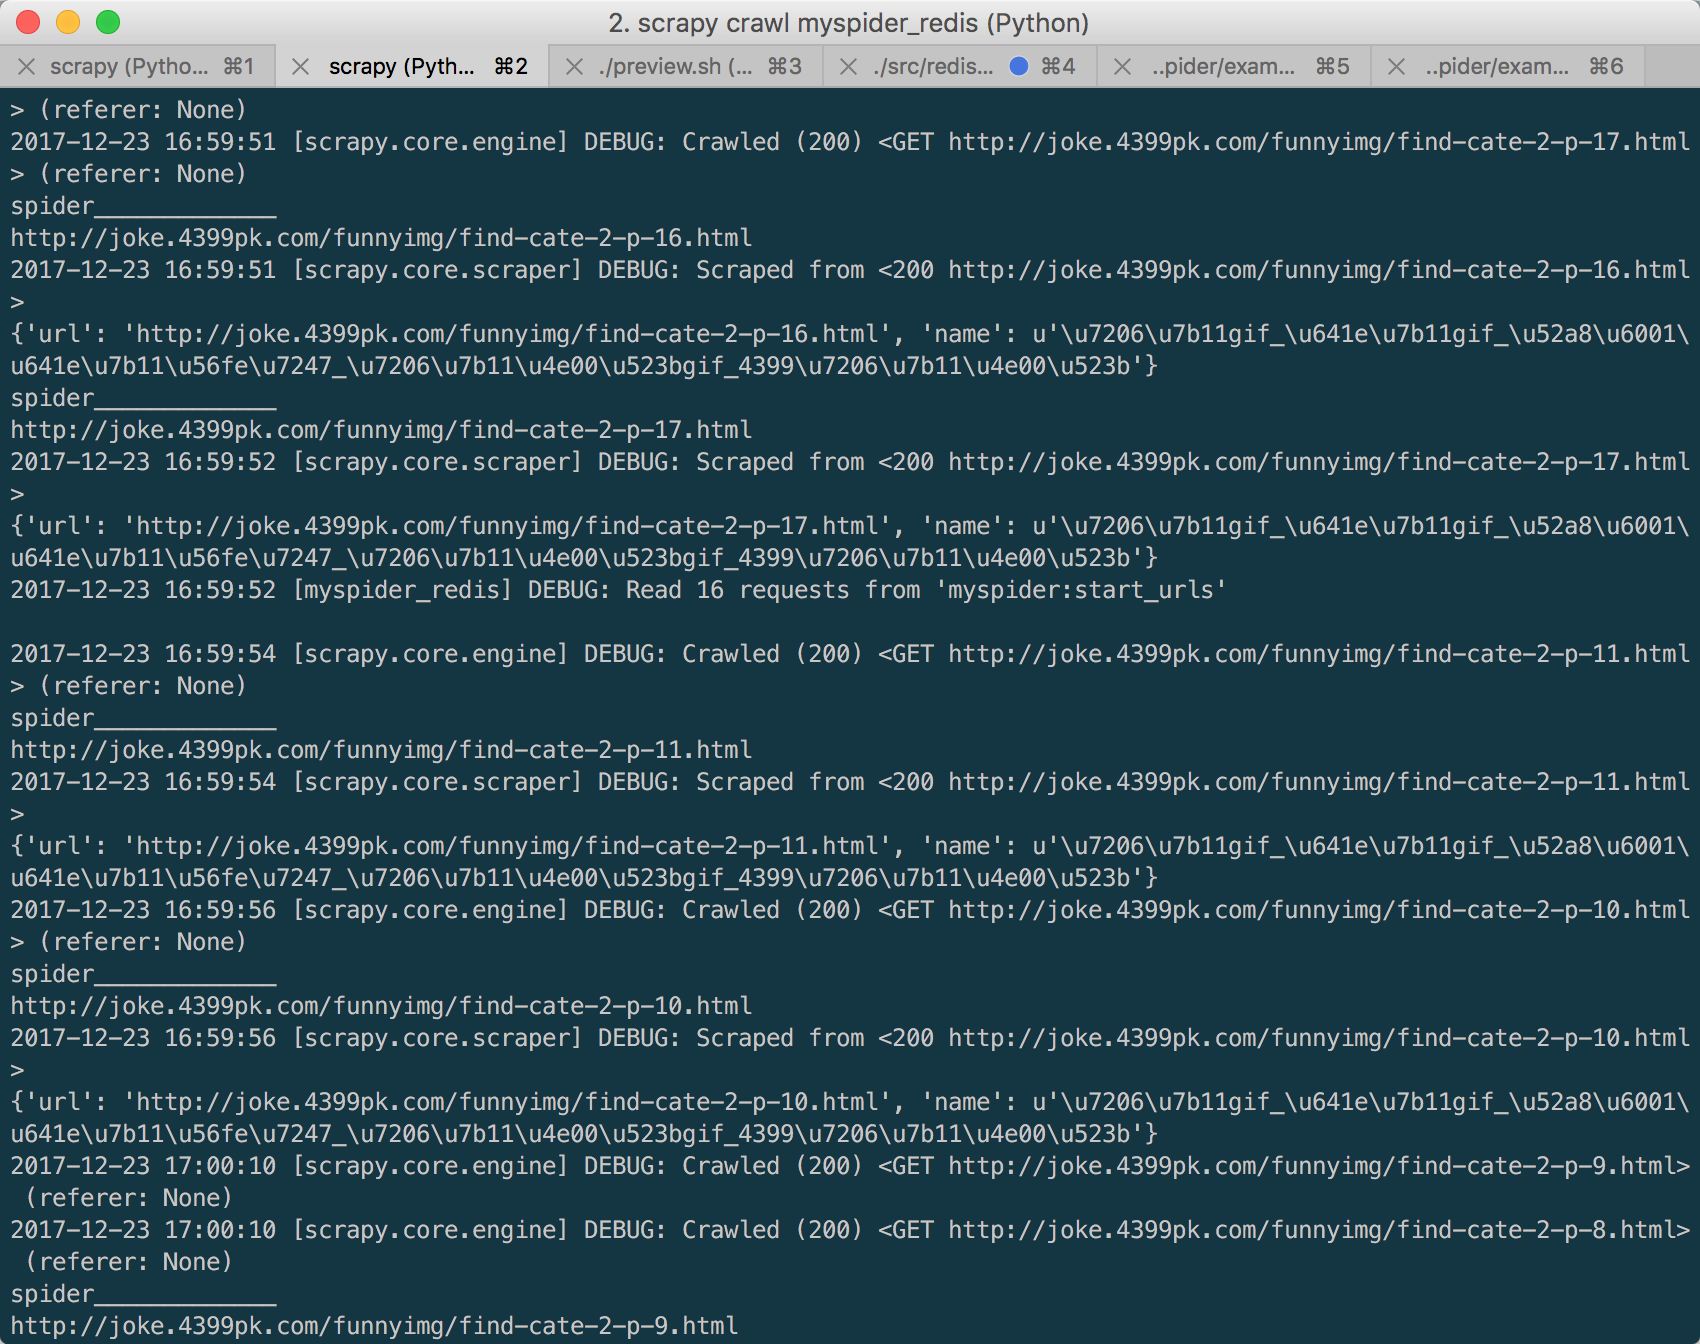 2. scrapy crawl myspider_redis (Python)
scrapy (Pytho... ⌘1 scrapy (Pyth... ⌘2 ./preview.sh (... ⌘3 ./src/redis... ⌘4 ..pider/exam... ⌘5 ..pider/exam... ⌘6
> (referer: None)
2017-12-23 16:59:51 [scrapy.core.engine] DEBUG: Crawled (200) <GET http://joke.4399pk.com/funnyimg/find-cate-2-p-17.html
> (referer: None)
spider_____________
http://joke.4399pk.com/funnyimg/find-cate-2-p-16.html
2017-12-23 16:59:51 [scrapy.core.scraper] DEBUG: Scraped from <200 http://joke.4399pk.com/funnyimg/find-cate-2-p-16.html
>
{'url': 'http://joke.4399pk.com/funnyimg/find-cate-2-p-16.html', 'name': u'\u7206\u7b11gif_\u641e\u7b11gif_\u52a8\u6001\
u641e\u7b11\u56fe\u7247_\u7206\u7b11\u4e00\u523bgif_4399\u7206\u7b11\u4e00\u523b'}
spider_____________
http://joke.4399pk.com/funnyimg/find-cate-2-p-17.html
2017-12-23 16:59:52 [scrapy.core.scraper] DEBUG: Scraped from <200 http://joke.4399pk.com/funnyimg/find-cate-2-p-17.html
>
{'url': 'http://joke.4399pk.com/funnyimg/find-cate-2-p-17.html', 'name': u'\u7206\u7b11gif_\u641e\u7b11gif_\u52a8\u6001\
u641e\u7b11\u56fe\u7247_\u7206\u7b11\u4e00\u523bgif_4399\u7206\u7b11\u4e00\u523b'}
2017-12-23 16:59:52 [myspider_redis] DEBUG: Read 16 requests from 'myspider:start_urls'
2017-12-23 16:59:54 [scrapy.core.engine] DEBUG: Crawled (200) <GET http://joke.4399pk.com/funnyimg/find-cate-2-p-11.html
> (referer: None)
spider_____________
http://joke.4399pk.com/funnyimg/find-cate-2-p-11.html
2017-12-23 16:59:54 [scrapy.core.scraper] DEBUG: Scraped from <200 http://joke.4399pk.com/funnyimg/find-cate-2-p-11.html
>
{'url': 'http://joke.4399pk.com/funnyimg/find-cate-2-p-11.html', 'name': u'\u7206\u7b11gif_\u641e\u7b11gif_\u52a8\u6001\
u641e\u7b11\u56fe\u7247_\u7206\u7b11\u4e00\u523bgif_4399\u7206\u7b11\u4e00\u523b'}
2017-12-23 16:59:56 [scrapy.core.engine] DEBUG: Crawled (200) <GET http://joke.4399pk.com/funnyimg/find-cate-2-p-10.html
> (referer: None)
spider_____________
http://joke.4399pk.com/funnyimg/find-cate-2-p-10.html
2017-12-23 16:59:56 [scrapy.core.scraper] DEBUG: Scraped from <200 http://joke.4399pk.com/funnyimg/find-cate-2-p-10.html
>
{'url': 'http://joke.4399pk.com/funnyimg/find-cate-2-p-10.html', 'name': u'\u7206\u7b11gif_\u641e\u7b11gif_\u52a8\u6001\
u641e\u7b11\u56fe\u7247_\u7206\u7b11\u4e00\u523bgif_4399\u7206\u7b11\u4e00\u523b'}
2017-12-23 17:00:10 [scrapy.core.engine] DEBUG: Crawled (200) <GET http://joke.4399pk.com/funnyimg/find-cate-2-p-9.html>
(referer: None)
2017-12-23 17:00:10 [scrapy.core.engine] DEBUG: Crawled (200) <GET http://joke.4399pk.com/funnyimg/find-cate-2-p-8.html>
(referer: None)
spider_____________
http://joke.4399pk.com/funnyimg/find-cate-2-p-9.html